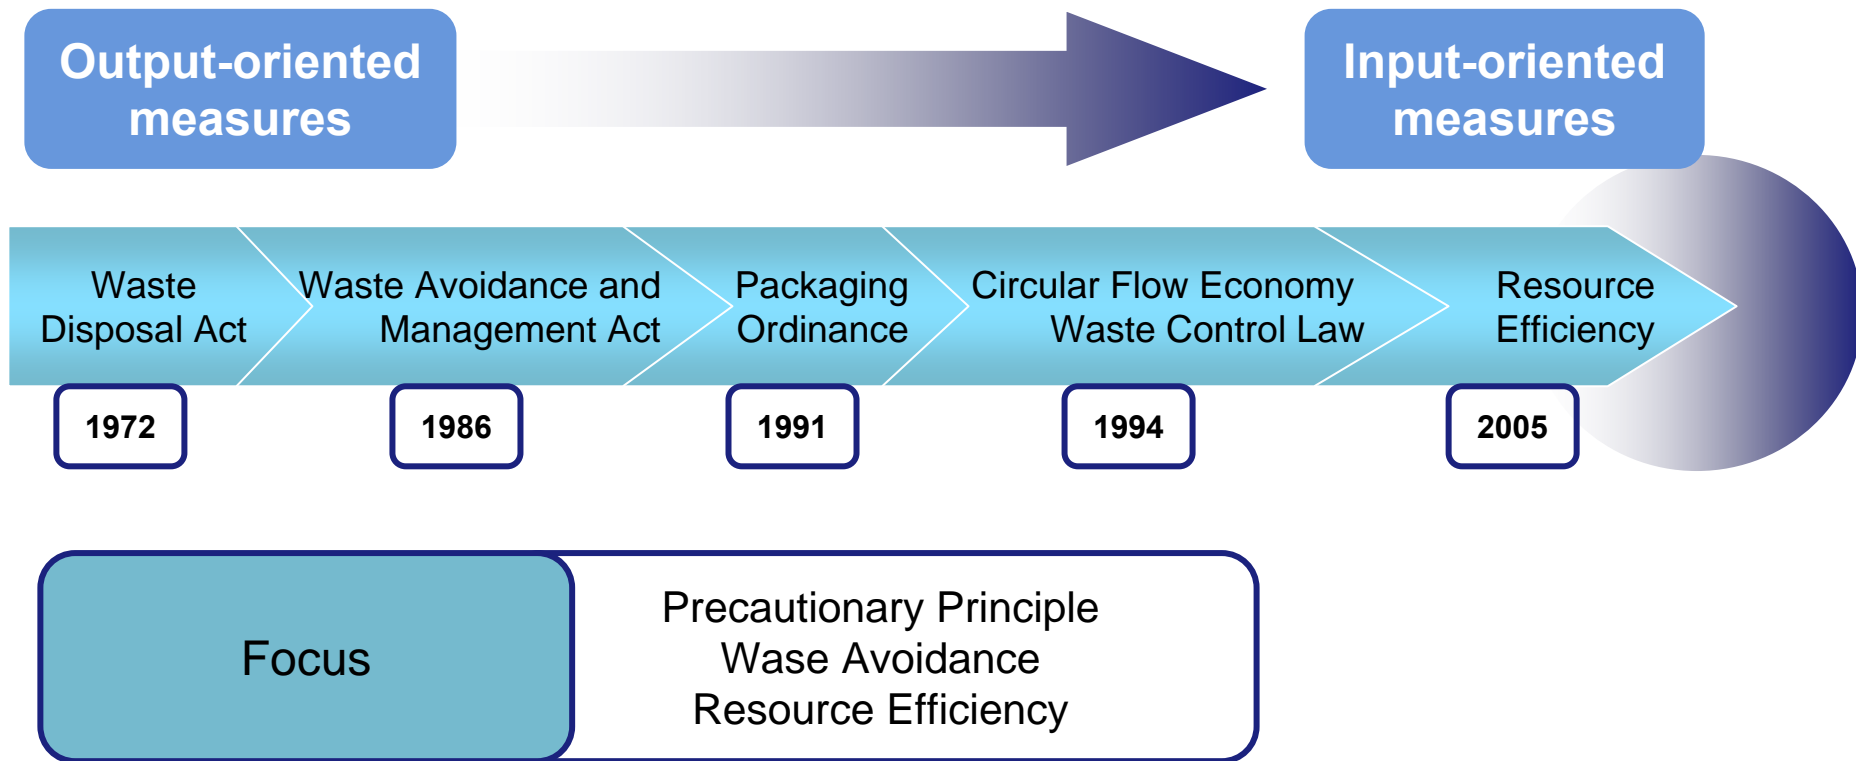 Output-oriented
measures
Input-oriented
measures
Waste
Disposal Act
Waste Avoidance and
Management Act
Packaging
Ordinance
Circular Flow Economy
Waste Control Law
Resource
Efficiency
1972
1986
1991
1994
2005
Focus
Precautionary Principle
Wase Avoidance
Resource Efficiency